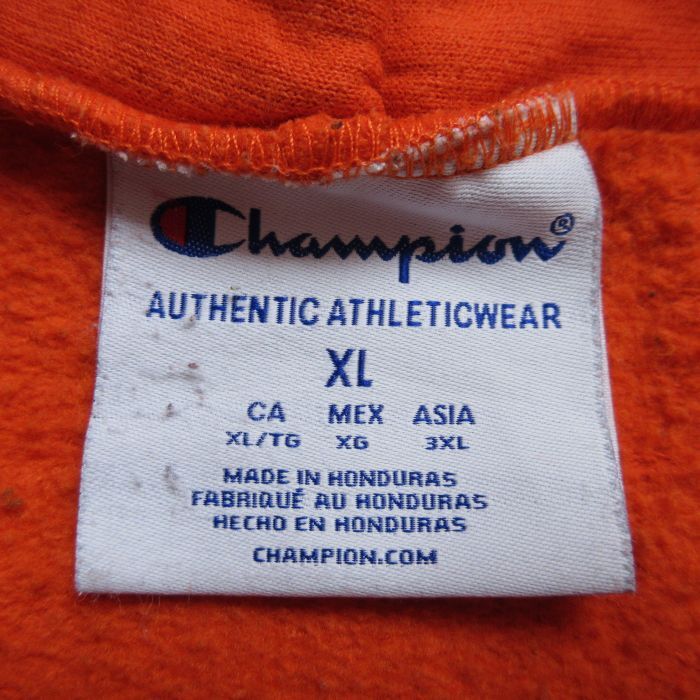 Champion®
AUTHENTIC ATHLETICWEAR
XL
CA MEX ASIA
XL/TG XG 3XL
MADE IN HONDURAS
FABRIQUÉ AU HONDURAS
HECHO EN HONDURAS
CHAMPION.COM